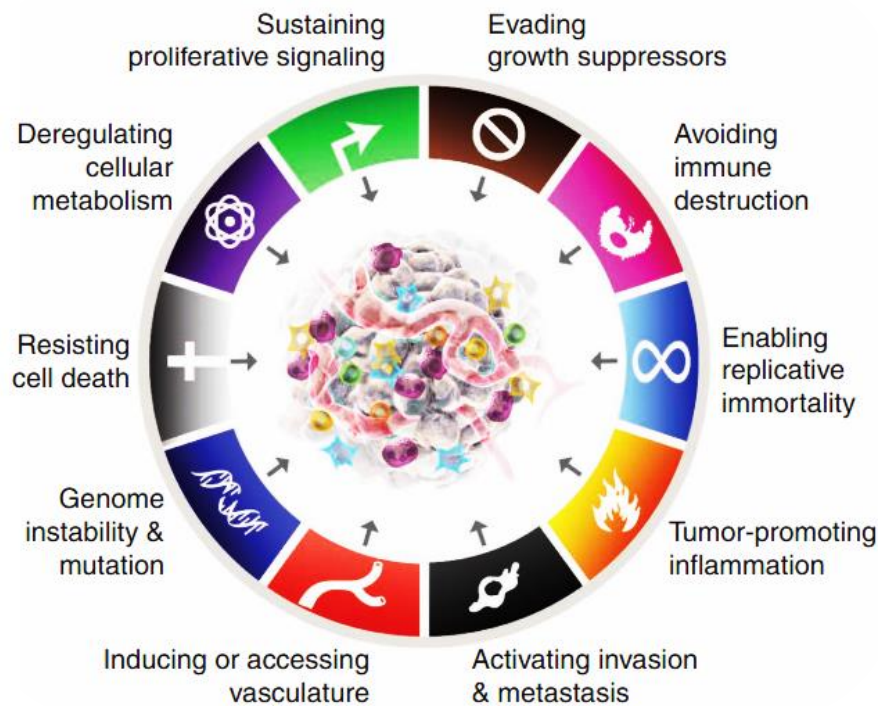 Sustaining
proliferative signaling
Evading
growth suppressors
Avoiding
immune
destruction
Enabling
replicative
immortality
Tumor-promoting
inflammation
Activating invasion
& metastasis
Inducing or accessing
vasculature
Genome
instability &
mutation
Resisting
cell death
Deregulating
cellular
metabolism